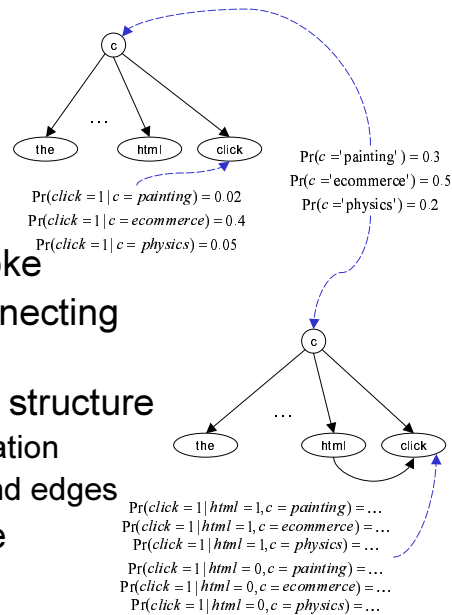 c
...
the html click
Pr(c ='painting' ) = 0.3
Pr(c ='ecommerce') = 0.5
Pr(c ='physics') = 0.2
Pr(click = 1 | c = painting) = 0.02
Pr(click = 1 | c = ecommerce) = 0.4
Pr(click = 1 | c = physics) = 0.05
oke
necting
structure
ation
nd edges
e
c
...
the html click
Pr(click = 1 | html = 1, c = painting) = ...
Pr(click = 1 | html = 1, c = ecommerce) = ...
Pr(click = 1 | html = 1, c = physics) = ...
Pr(click = 1 | html = 0, c = painting) = ...
Pr(click = 1 | html = 0, c = ecommerce) = ...
Pr(click = 1 | html = 0, c = physics) = ...